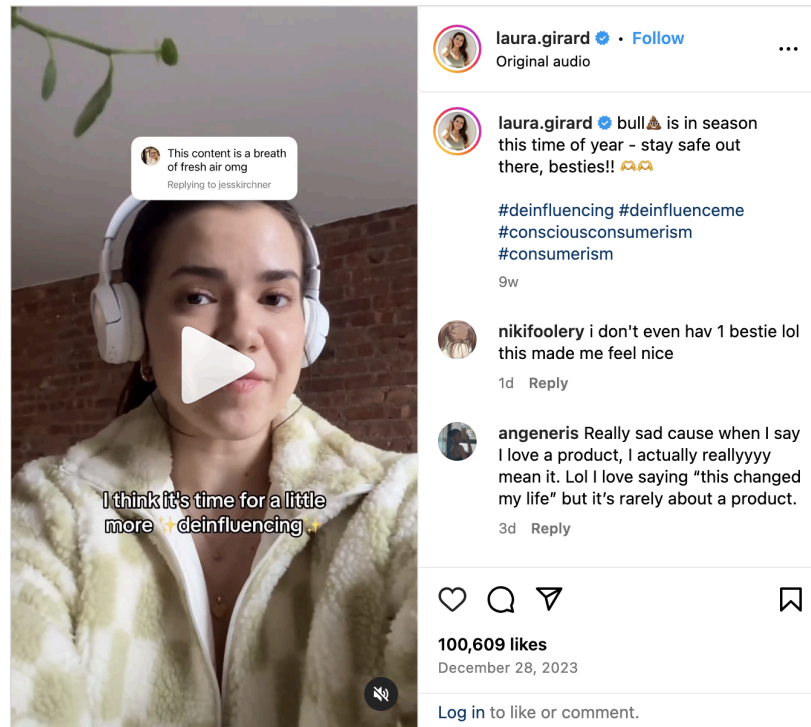 This content is a breath
of fresh air omg
Replying to jesskirchner
I think it's time for a little
more ✨deinfluencing✨
laura.girard • Follow
Original audio
laura.girard bull💩 is in season
this time of year - stay safe out
there, besties!! 🫶🫶
#deinfluencing #deinfluenceme
#consciousconsumerism
#consumerism
9w
nikifoolery i don't even hav 1 bestie lol
this made me feel nice
1d Reply
angeneris Really sad cause when I say
I love a product, I actually reallyyyy
mean it. Lol I love saying “this changed
my life” but it’s rarely about a product.
3d Reply
100,609 likes
December 28, 2023
Log in to like or comment.